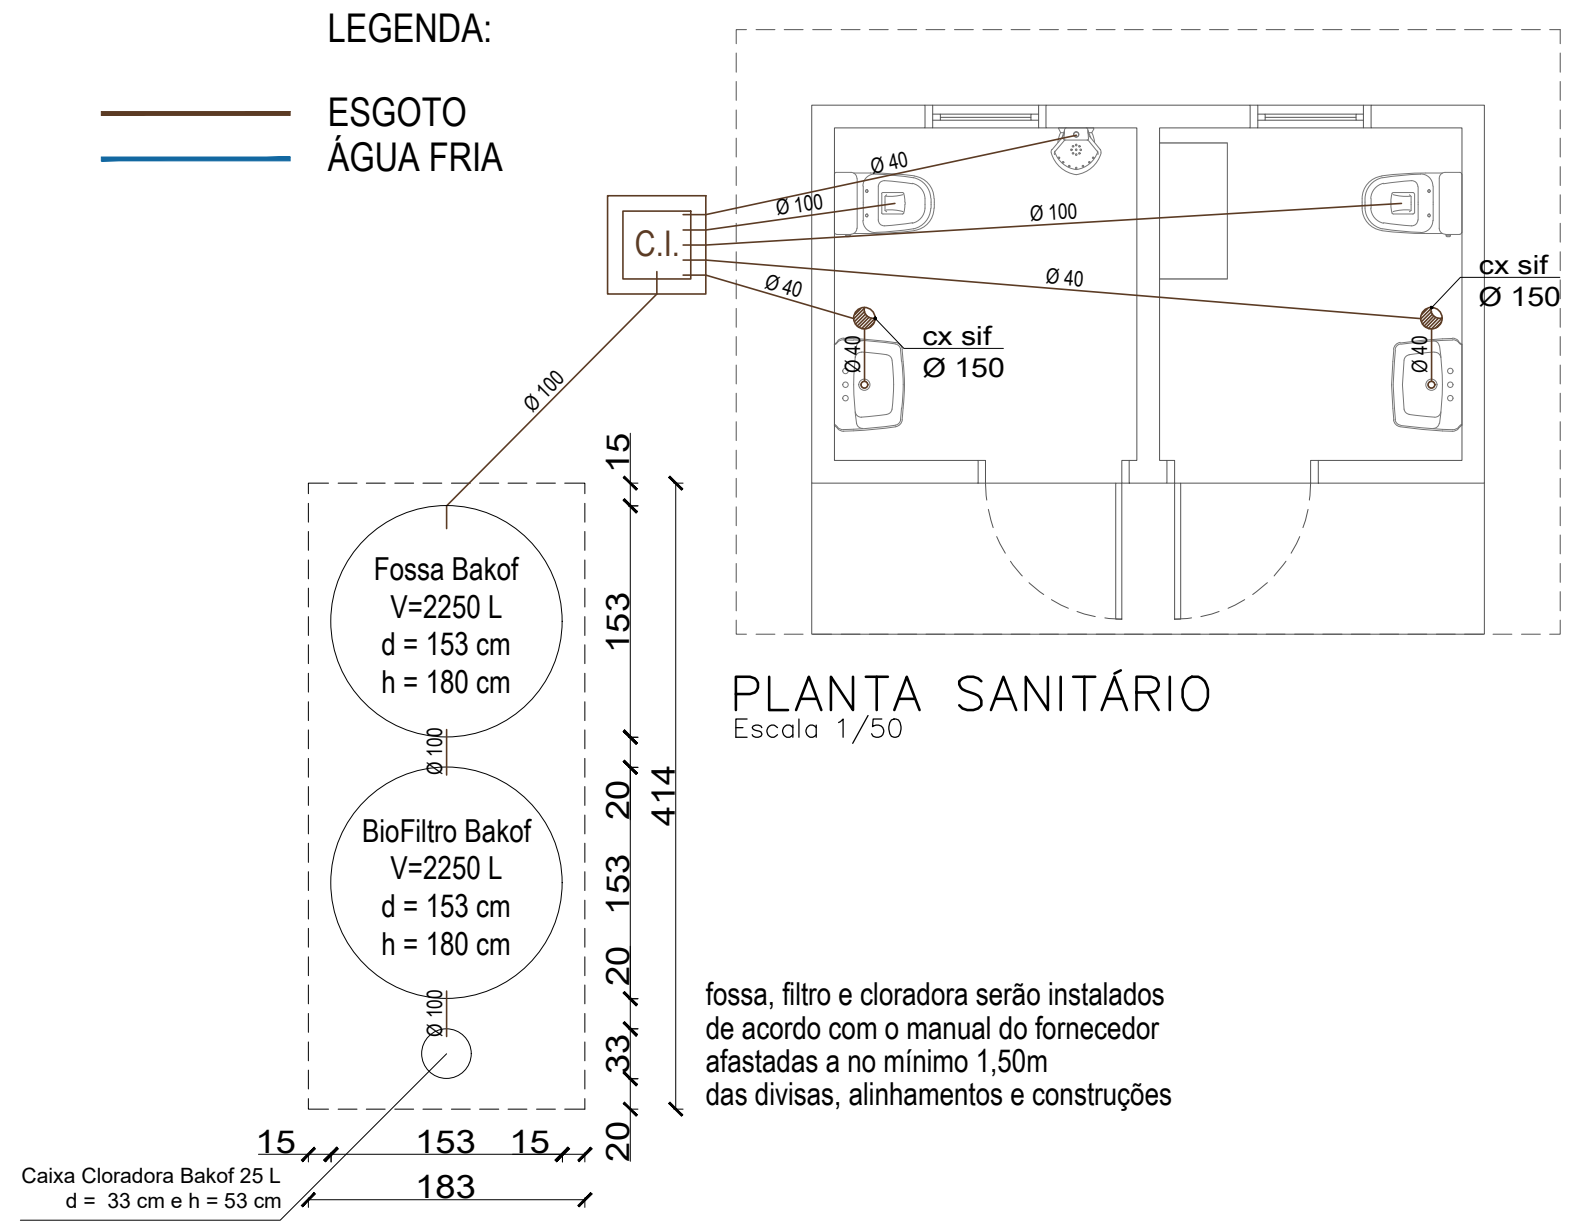 LEGENDA:
ESGOTO
ÁGUA FRIA
C.I.
Ø 40
Ø 100
Ø 100
Ø 40
Ø 40
cx sif
Ø 150
cx sif
Ø 150
Ø 40
Ø 40
Ø 100
Fossa Bakof
V=2250 L
d = 153 cm
h = 180 cm
Ø 100
BioFiltro Bakof
V=2250 L
d = 153 cm
h = 180 cm
Ø 100
15
153
20
153
20
33
20
414
15
153
15
183
Caixa Cloradora Bakof 25 L
d =  33 cm e h = 53 cm
PLANTA SANITÁRIO
Escala 1/50
fossa, filtro e cloradora serão instalados
de acordo com o manual do fornecedor
afastadas a no mínimo 1,50m
das divisas, alinhamentos e construções